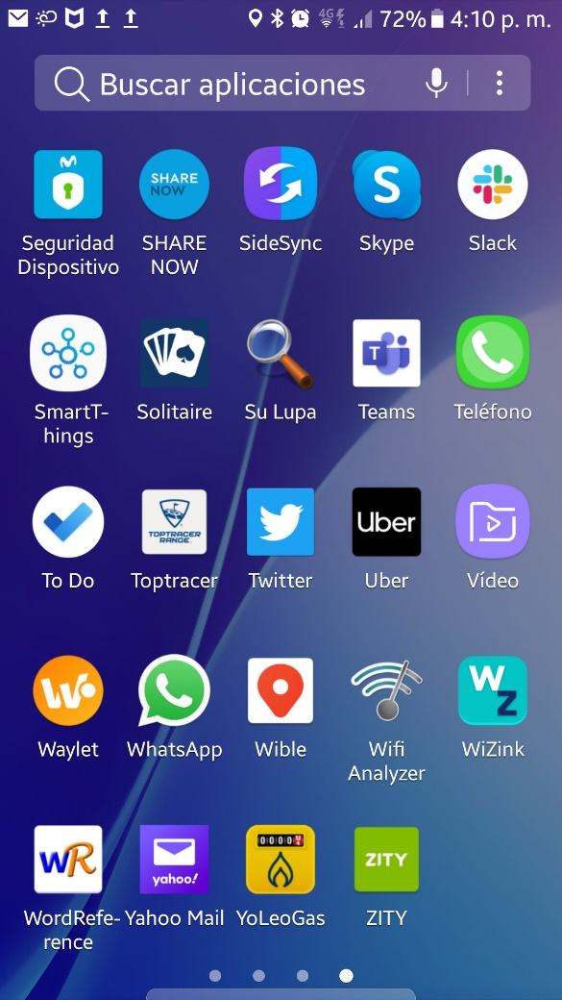 4G
72%
4:10 p. m.
Buscar aplicaciones
SHARE
NOW
S
Seguridad
Dispositivo
SHARE
NOW
SideSync
Skype
Slack
T
SmartT-
hings
Solitaire
Su Lupa
Teams
Teléfono
TOPTRACER
RANGE
Uber
To Do
Toptracer
Twitter
Uber
Vídeo
W
Z
Waylet
WhatsApp
Wible
Wifi
Analyzer
WiZink
WR
yahoo!
ZITY
WordRefe-
rence
Yahoo Mail
YoLeoGas
ZITY